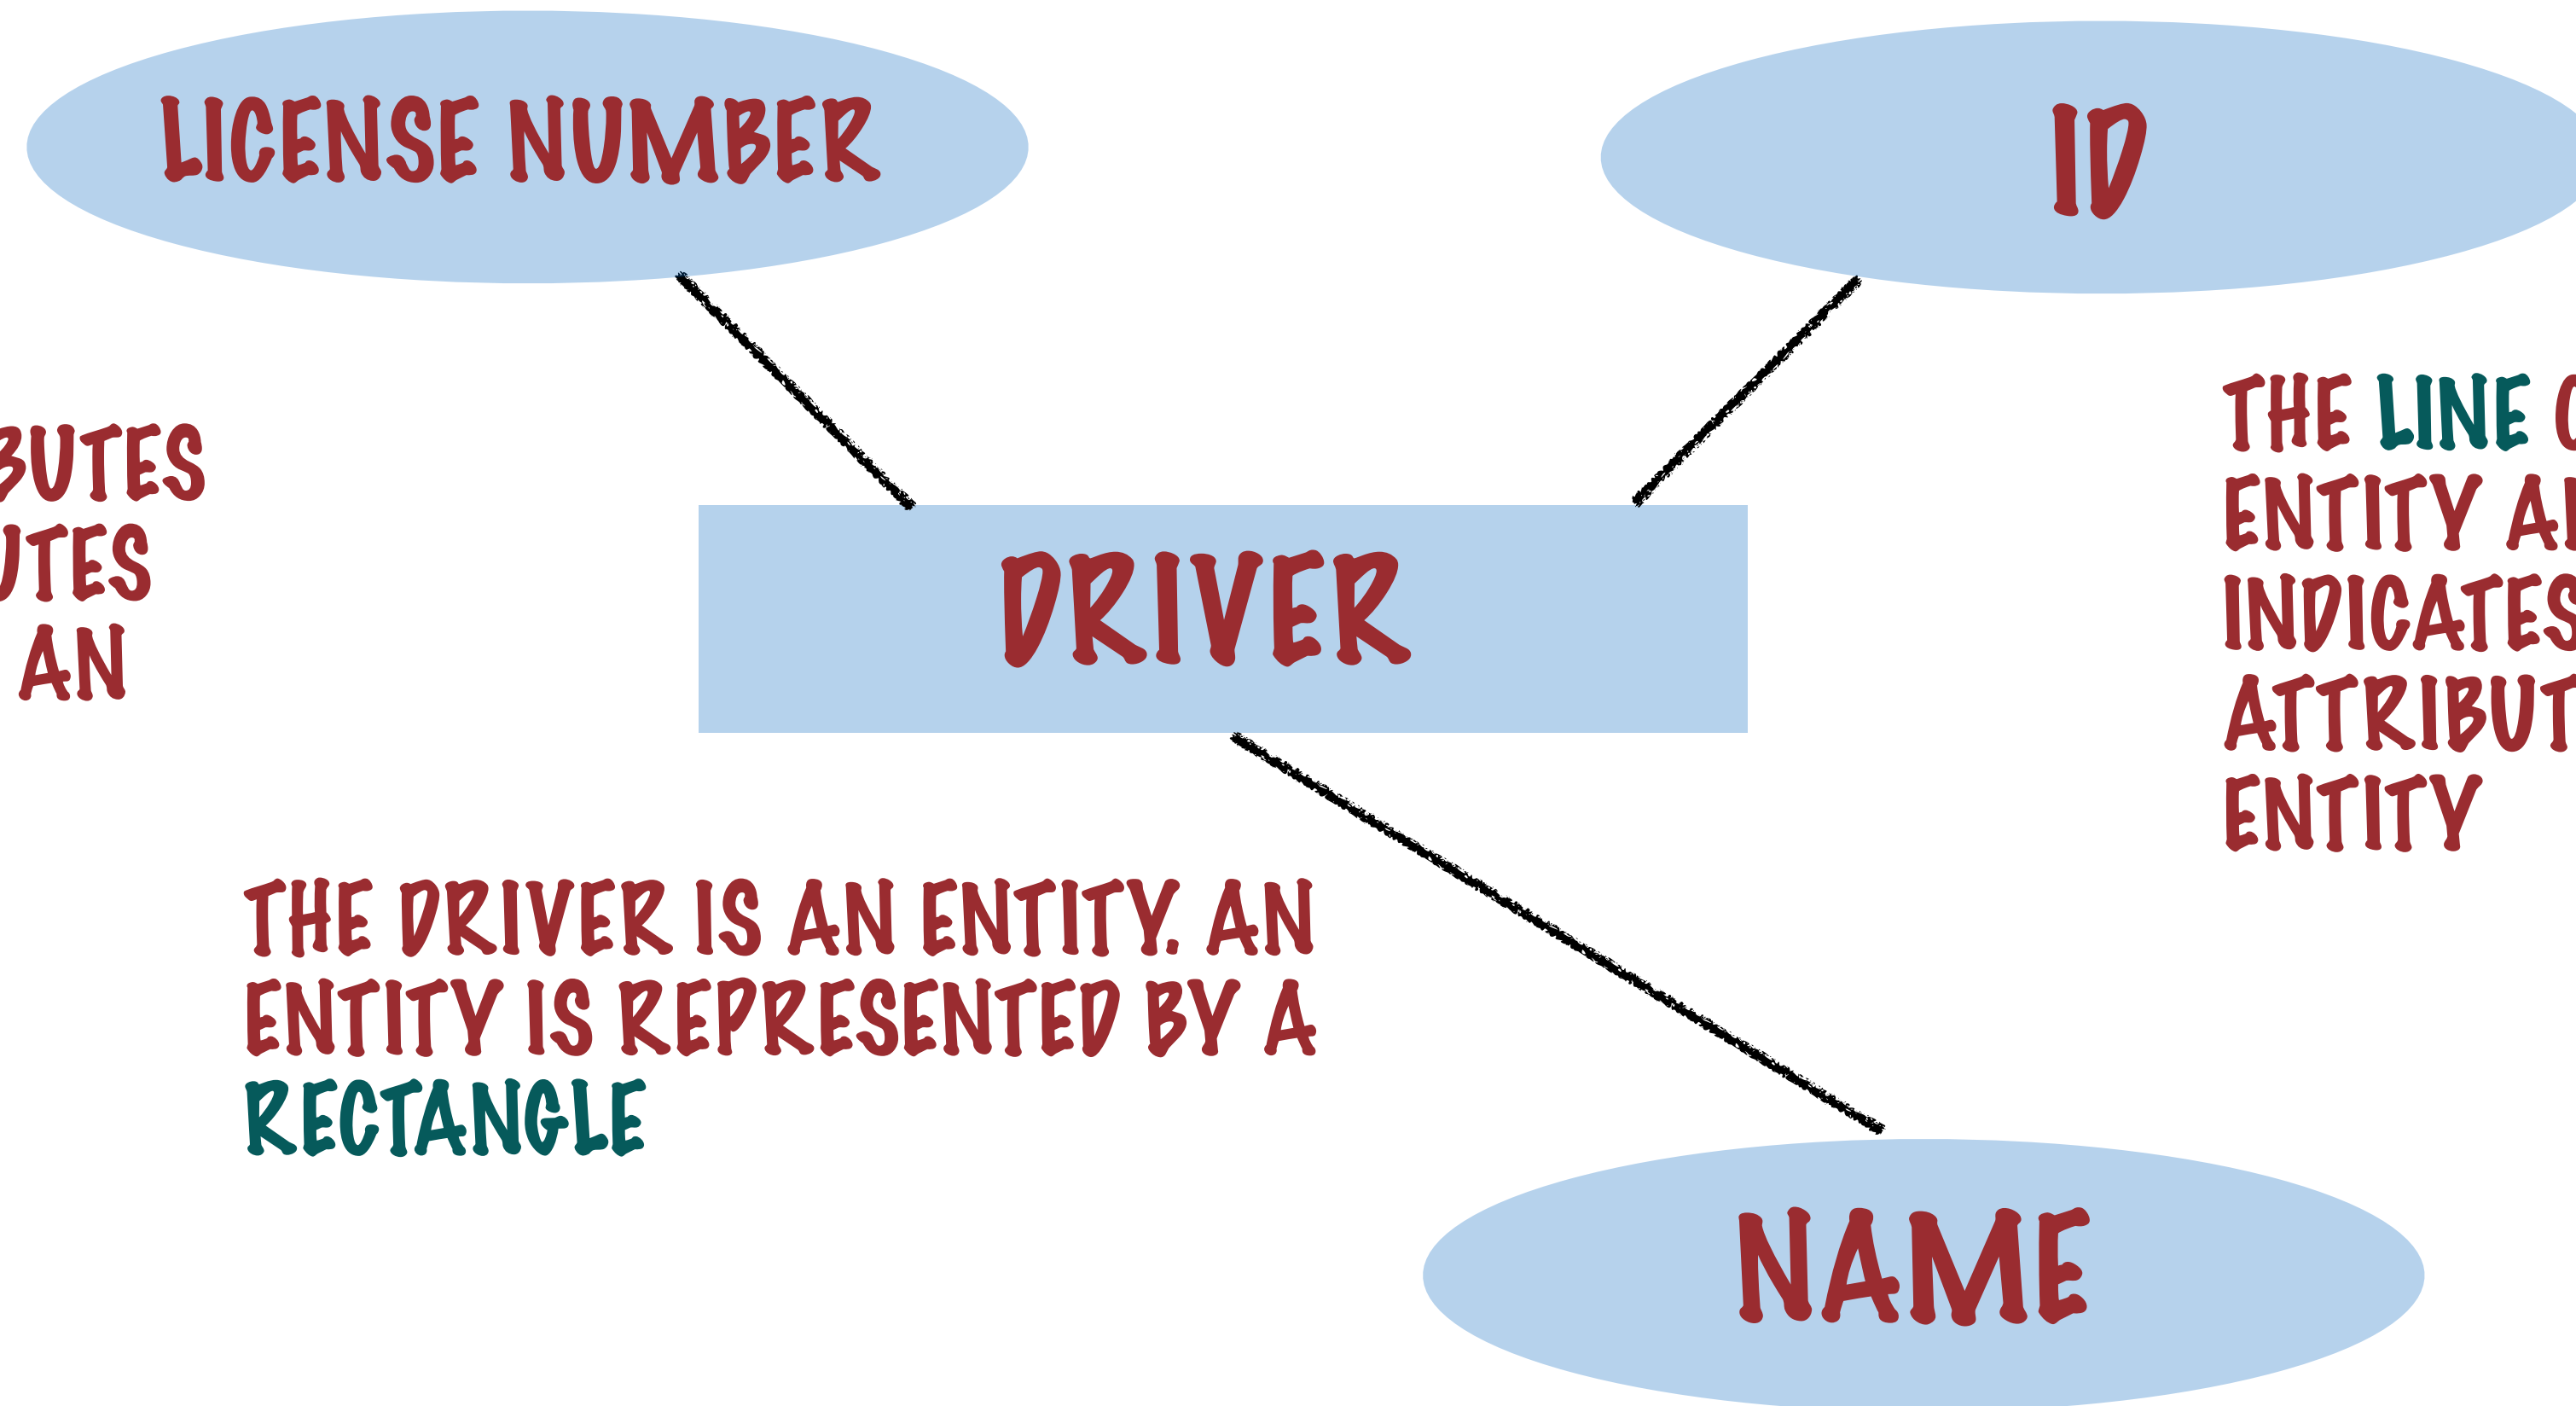 LICENSE NUMBER
ID
BUTES
UTES
AN
DRIVER
THE LINE
ENTITY
INDICATES
ATTRIBUT
ENTITY
THE DRIVER IS AN ENTITY. AN
ENTITY IS REPRESENTED BY A
RECTANGLE
NAME